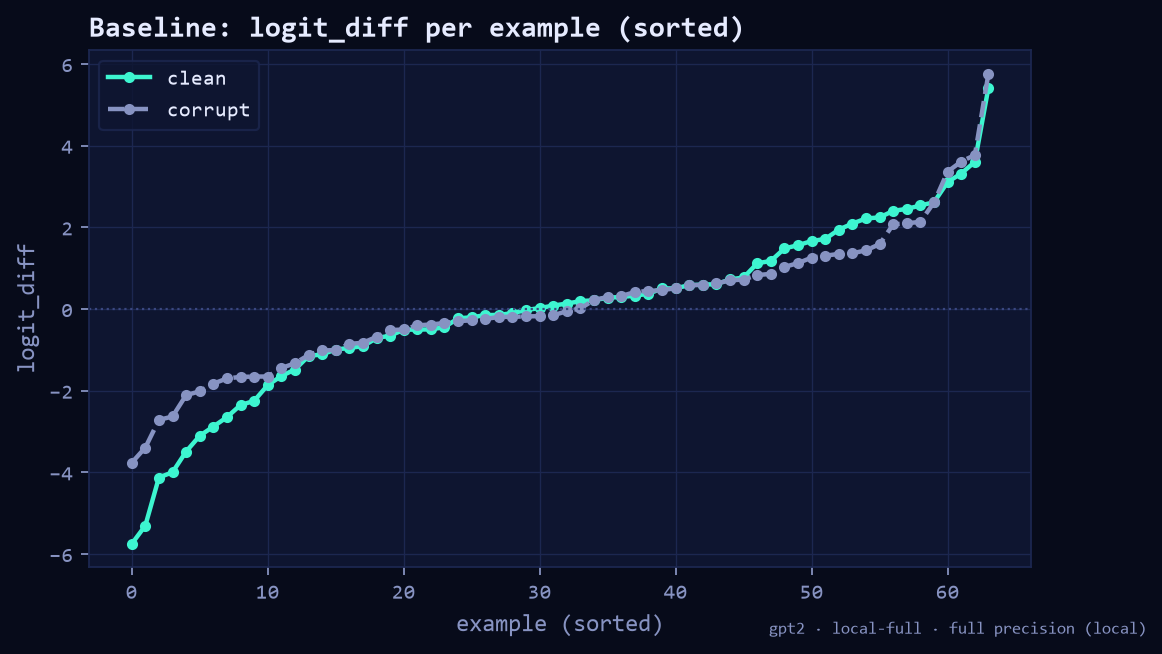 Baseline: logit_diff per example (sorted)
clean
corrupt
6
4
2
0
−2
−4
−6
logit_diff
0
10
20
30
40
50
60
example (sorted)
gpt2 · local-full · full precision (local)